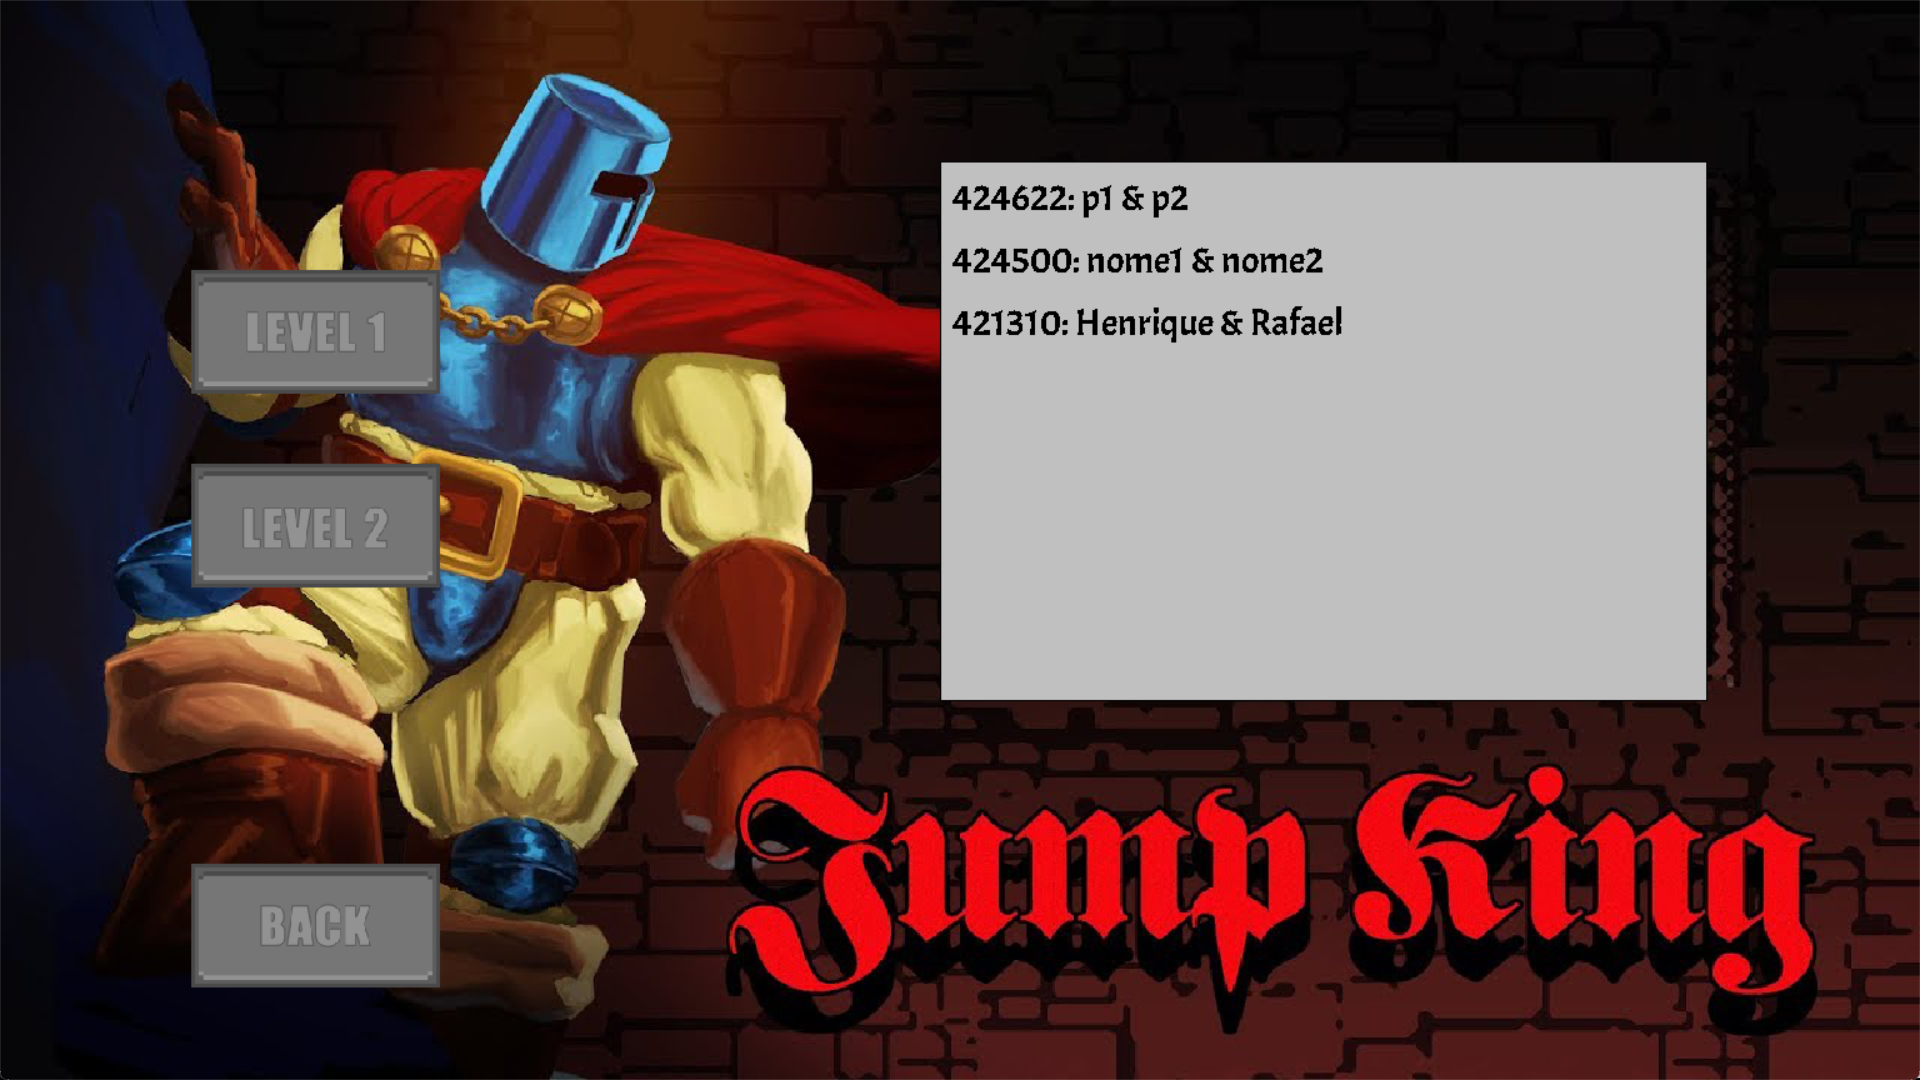 424622: p1 & p2
424500: nome1 & nome2
421310: Henrique & Rafael
LEVEL 1
LEVEL 2
BACK
Jump King